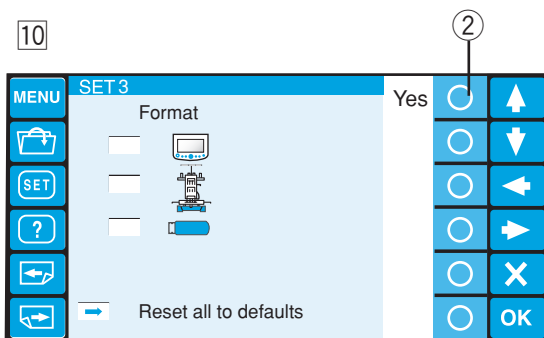 10
2
MENU
SET 3
Yes
Format
SET
?
Reset all to defaults
OK